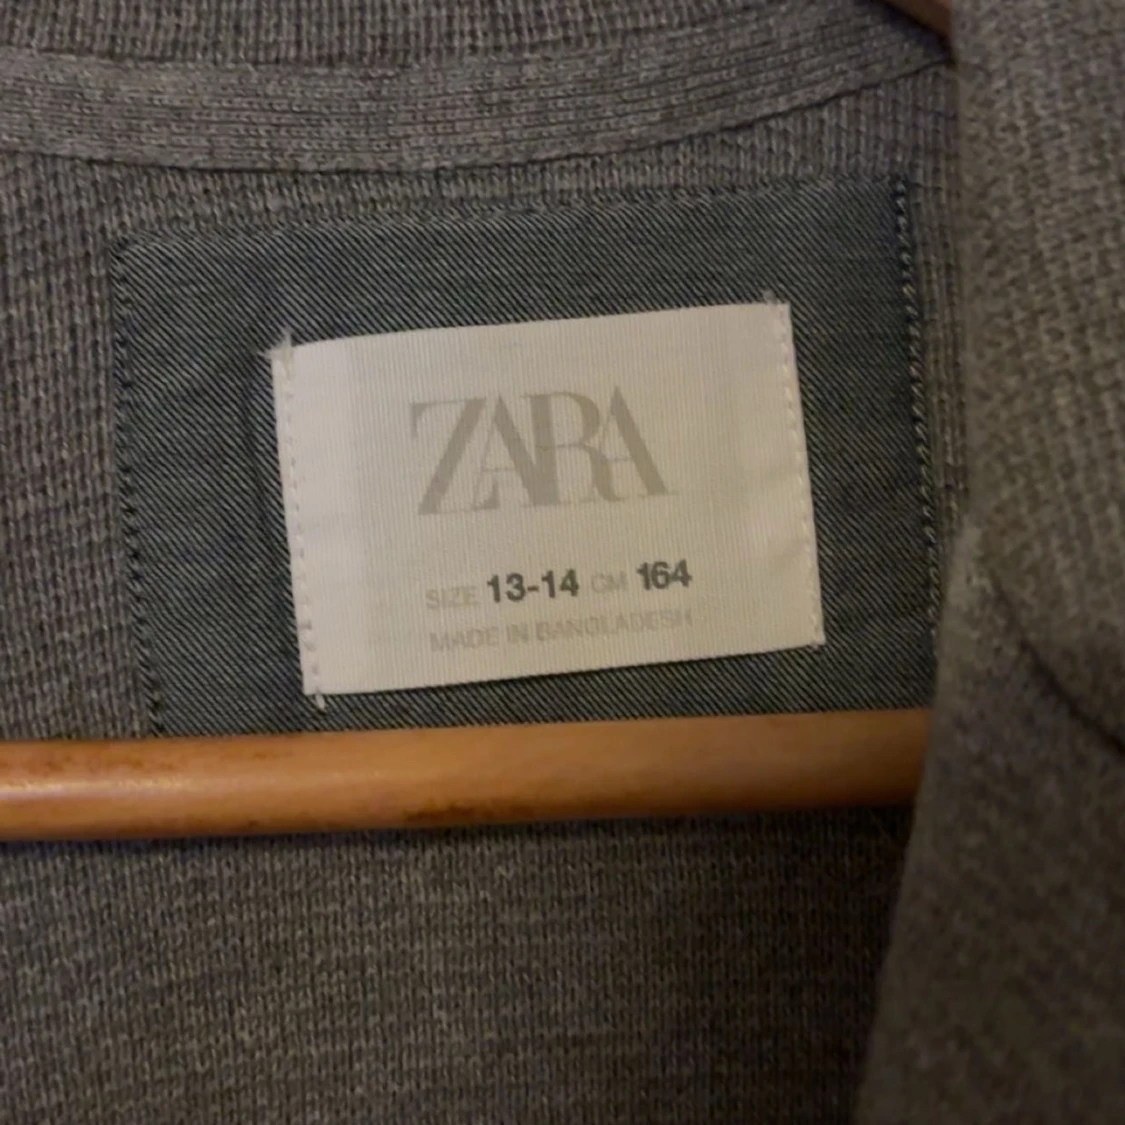 ZARA
SIZE 13-14 CM 164
MADE IN BANGLADESH